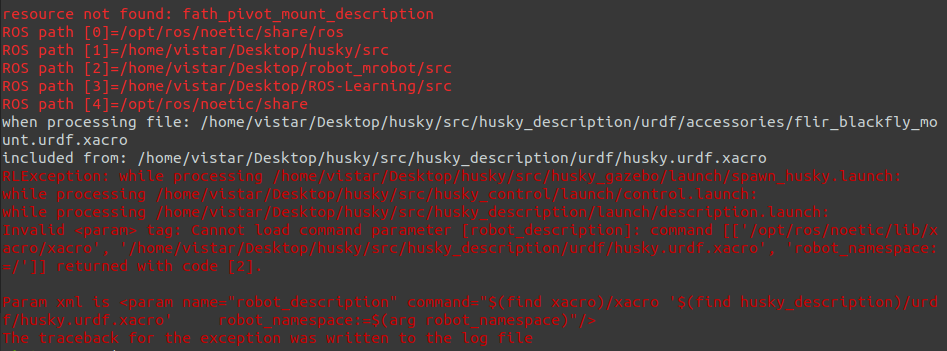 resource not found: fath_pivot_mount_description
ROS path [0]=/opt/ros/noetic/share/ros
ROS path [1]=/home/vistar/Desktop/husky/src
ROS path [2]=/home/vistar/Desktop/robot_mrobot/src
ROS path [3]=/home/vistar/Desktop/ROS-Learning/src
ROS path [4]=/opt/ros/noetic/share
when processing file: /home/vistar/Desktop/husky/src/husky_description/urdf/accessories/flir_blackfly_mo
unt.urdf.xacro
included from: /home/vistar/Desktop/husky/src/husky_description/urdf/husky.urdf.xacro
RLException: while processing /home/vistar/Desktop/husky/src/husky_gazebo/launch/spawn_husky.launch:
while processing /home/vistar/Desktop/husky/src/husky_control/launch/control.launch:
while processing /home/vistar/Desktop/husky/src/husky_description/launch/description.launch:
Invalid <param> tag: Cannot load command parameter [robot_description]: command [['/opt/ros/noetic/lib/x
acro/xacro', '/home/vistar/Desktop/husky/src/husky_description/urdf/husky.urdf.xacro', 'robot_namespace:
=/']] returned with code [2].
Param xml is <param name="robot_description" command="$(find xacro)/xacro '$(find husky_description)/urd
f/husky.urdf.xacro'     robot_namespace:=$(arg robot_namespace)"/>
The traceback for the exception was written to the log file